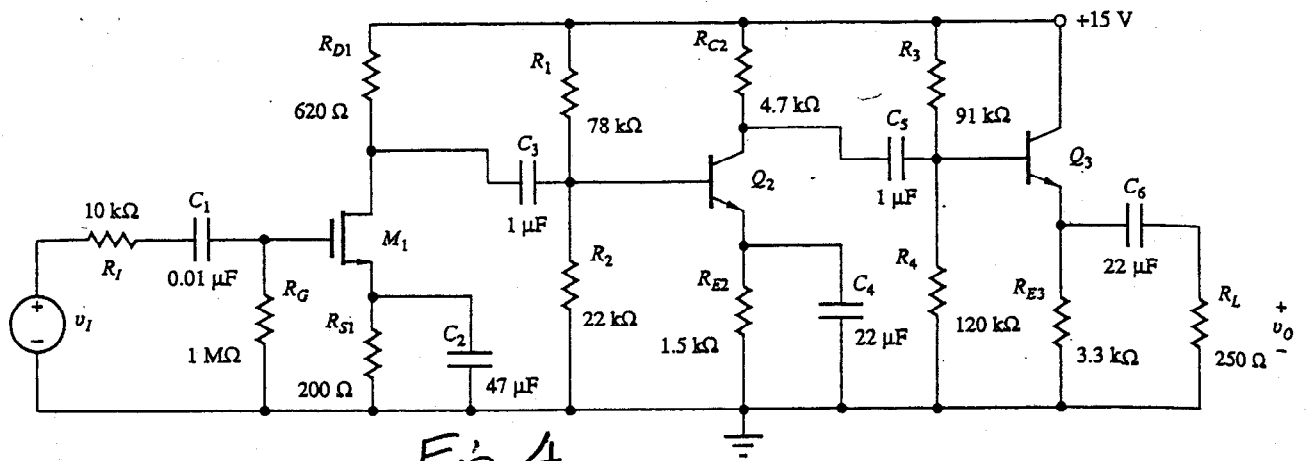 +15 V
R_D1
620 Ω
R_1
78 kΩ
R_C2
4.7 kΩ
R_3
91 kΩ
C_3
1 µF
C_5
1 µF
Q_2
Q_3
C_6
22 µF
10 kΩ
R_I
C_1
0.01 µF
M_1
R_G
1 MΩ
R_S1
200 Ω
C_2
47 µF
R_2
22 kΩ
R_E2
1.5 kΩ
C_4
22 µF
R_4
120 kΩ
R_E3
3.3 kΩ
R_L
250 Ω
+
v_O
−
+
v_I
−
Fig 4